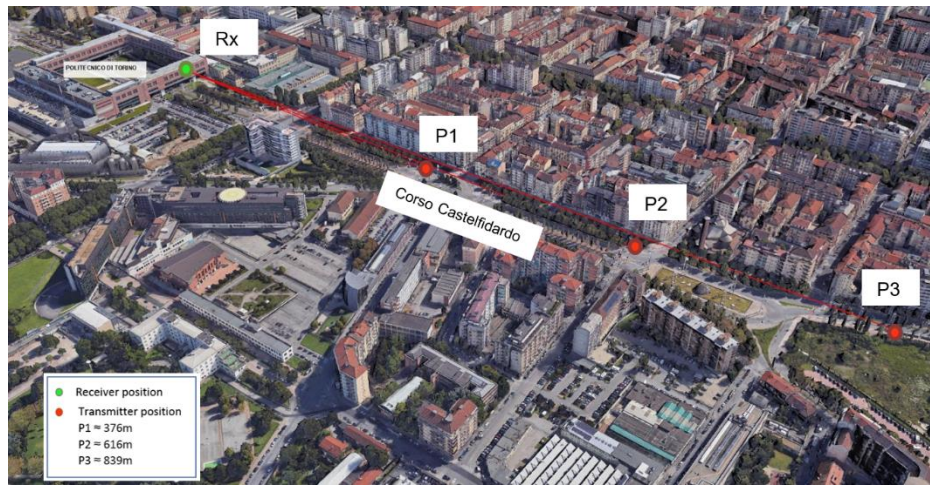 Rx
POLITECNICO DI TORINO
P1
Corso Castelfidardo
P2
P3
Receiver position
Transmitter position
P1 ≈ 376m
P2 ≈ 616m
P3 ≈ 839m